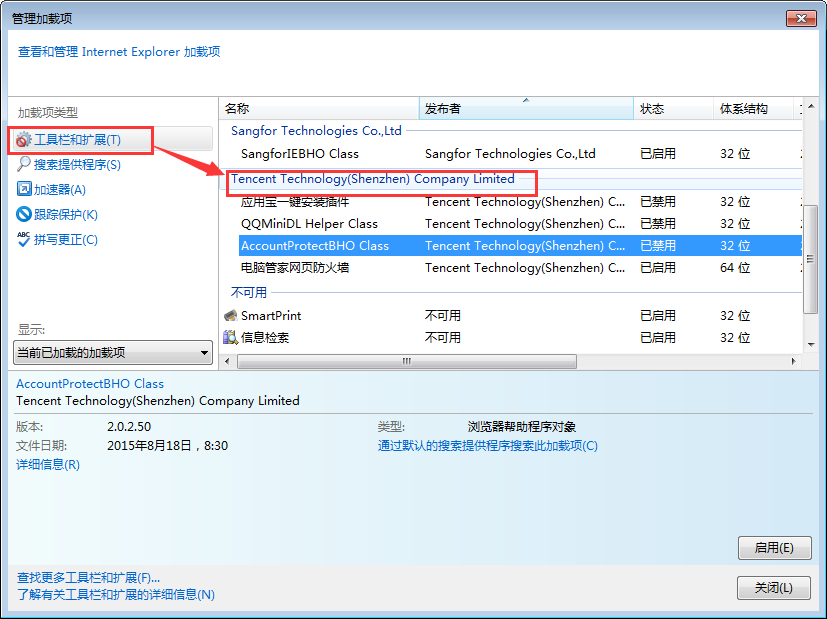 管理加载项
查看和管理 Internet Explorer 加载项
加载项类型
工具栏和扩展(T)
搜索提供程序(S)
加速器(A)
跟踪保护(K)
ABC 拼写更正(C)
显示:
当前已加载的加载项
名称 发布者 状态 体系结构
Sangfor Technologies Co.,Ltd
SangforIEBHO Class Sangfor Technologies Co.,Ltd 已启用 32 位
Tencent Technology(Shenzhen) Company Limited
应用宝一键安装插件 Tencent Technology(Shenzhen) C... 已禁用 32 位
QQMiniDL Helper Class Tencent Technology(Shenzhen) C... 已禁用 32 位
AccountProtectBHO Class Tencent Technology(Shenzhen) C... 已禁用 32 位
电脑管家网页防火墙 Tencent Technology(Shenzhen) C... 已启用 64 位
不可用
SmartPrint 不可用 已启用 32 位
信息检索 不可用 已启用 32 位
AccountProtectBHO Class
Tencent Technology(Shenzhen) Company Limited
版本: 2.0.2.50 类型: 浏览器帮助程序对象
文件日期: 2015年8月18日，8:30 通过默认的搜索提供程序搜索此加载项(C)
详细信息(R)
启用(E)
查找更多工具栏和扩展(F)...
了解有关工具栏和扩展的详细信息(N)
关闭(L)